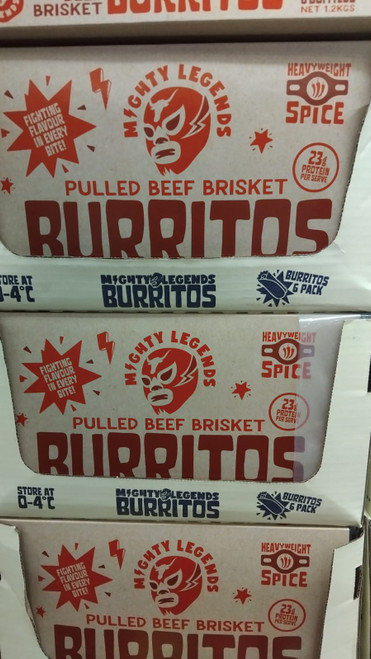 BRISKET BURRITOS
NET 1.2KGS
FIGHTING
FLAVOUR
IN EVERY
BITE!
MIGHTY LEGENDS
HEAVYWEIGHT
SPICE
23g
PROTEIN
PER SERVE
PULLED BEEF BRISKET
BURRITOS
STORE AT
0-4°C
MIGHTY LEGENDS
BURRITOS
BURRITOS
6 PACK
FIGHTING
FLAVOUR
IN EVERY
BITE!
MIGHTY LEGENDS
HEAVYWEIGHT
SPICE
23g
PROTEIN
PER SERVE
PULLED BEEF BRISKET
BURRITOS
STORE AT
0-4°C
MIGHTY LEGENDS
BURRITOS
BURRITOS
6 PACK
FIGHTING
FLAVOUR
IN EVERY
BITE!
MIGHTY LEGENDS
HEAVYWEIGHT
SPICE
23g
PROTEIN
PER SERVE
PULLED BEEF BRISKET
BURRITOS